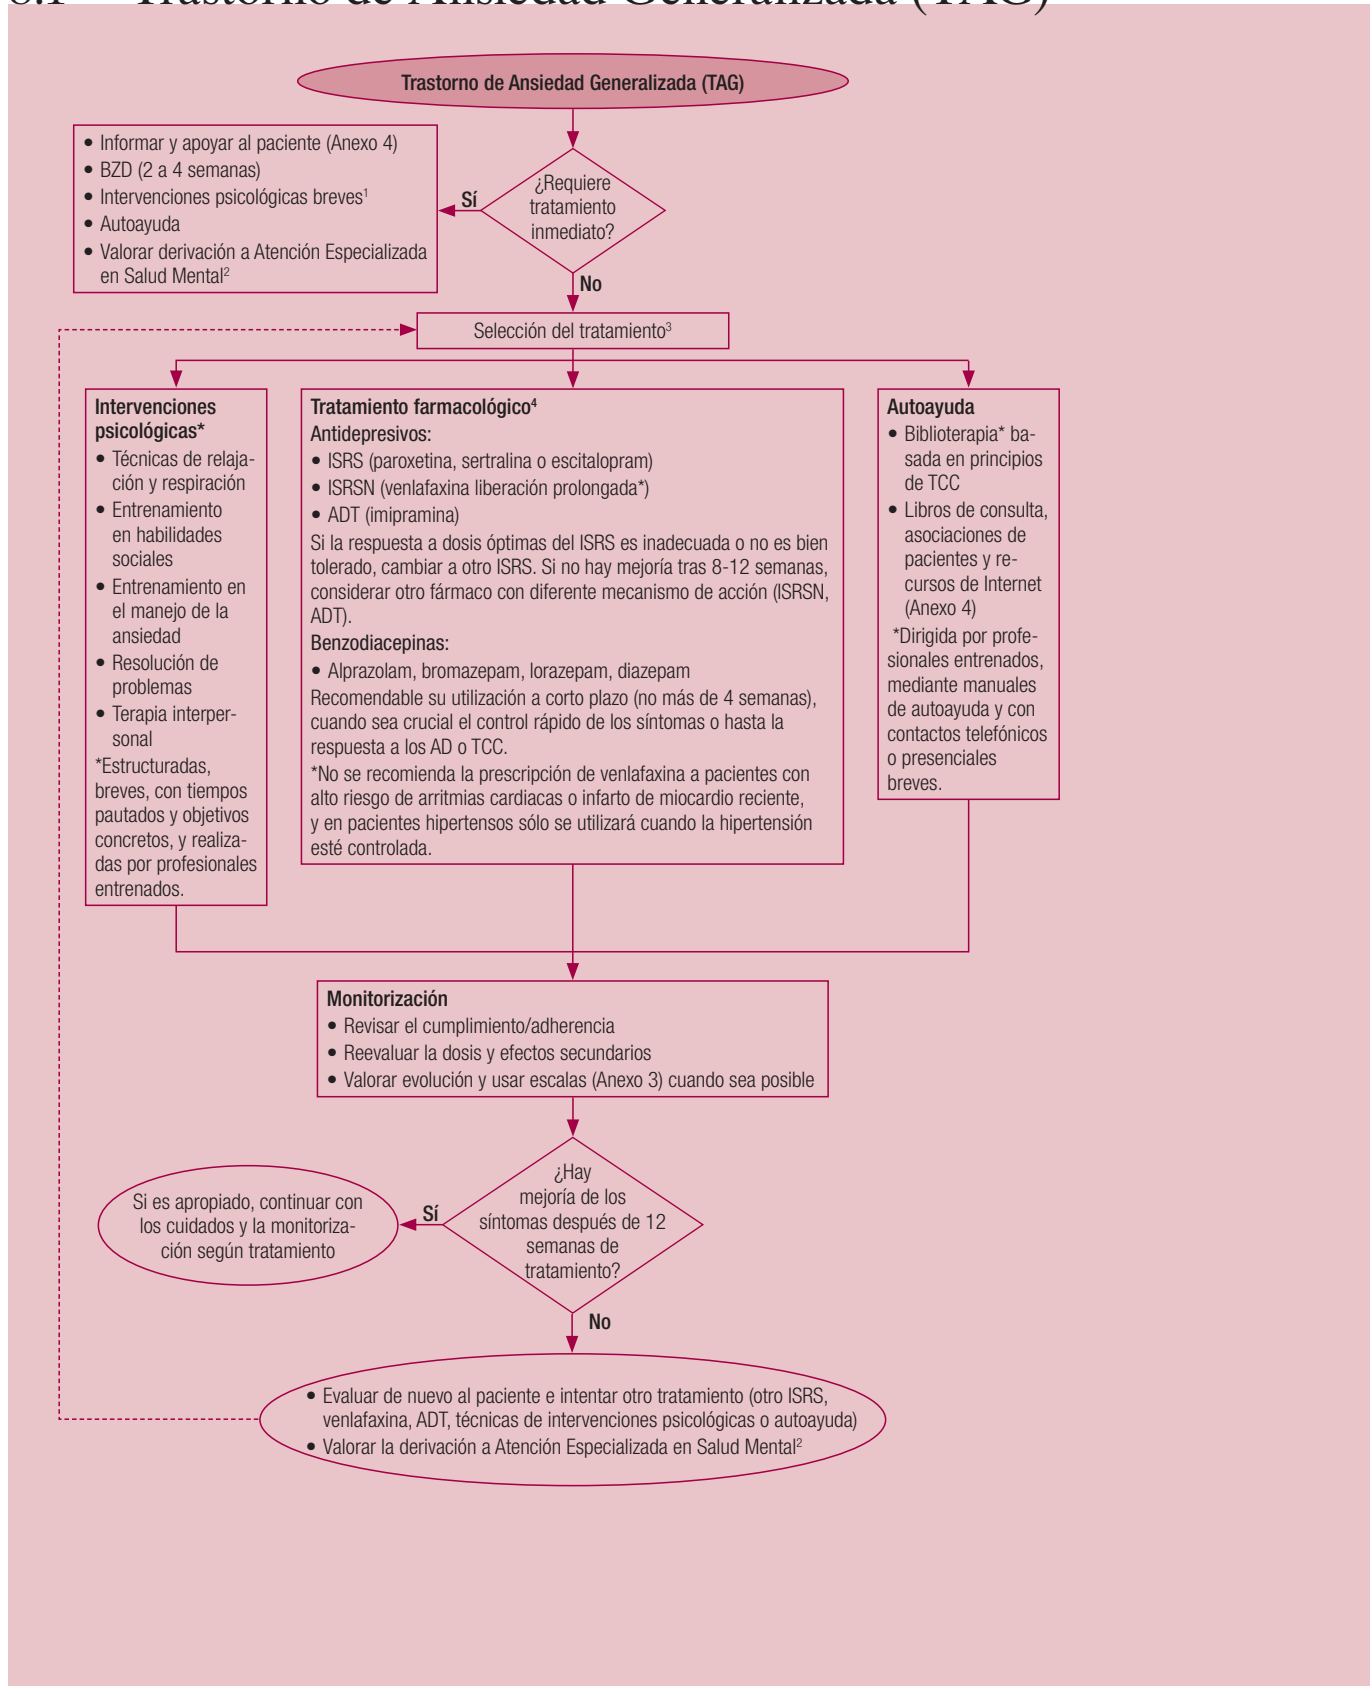 8.1 Trastorno de Ansiedad Generalizada (TAG)
Trastorno de Ansiedad Generalizada (TAG)
• Informar y apoyar al paciente (Anexo 4)
• BZD (2 a 4 semanas)
• Intervenciones psicológicas breves¹
• Autoayuda
• Valorar derivación a Atención Especializada
en Salud Mental²
Sí
¿Requiere
tratamiento
inmediato?
No
Selección del tratamiento³
Intervenciones
psicológicas*
• Técnicas de relaja-
ción y respiración
• Entrenamiento
en habilidades
sociales
• Entrenamiento en
el manejo de la
ansiedad
• Resolución de
problemas
• Terapia interper-
sonal
*Estructuradas,
breves, con tiempos
pautados y objetivos
concretos, y realiza-
das por profesionales
entrenados.
Tratamiento farmacológico⁴
Antidepresivos:
• ISRS (paroxetina, sertralina o escitalopram)
• ISRSN (venlafaxina liberación prolongada*)
• ADT (imipramina)
Si la respuesta a dosis óptimas del ISRS es inadecuada o no es bien
tolerado, cambiar a otro ISRS. Si no hay mejoría tras 8-12 semanas,
considerar otro fármaco con diferente mecanismo de acción (ISRSN,
ADT).
Benzodiacepinas:
• Alprazolam, bromazepam, lorazepam, diazepam
Recomendable su utilización a corto plazo (no más de 4 semanas),
cuando sea crucial el control rápido de los síntomas o hasta la
respuesta a los AD o TCC.
*No se recomienda la prescripción de venlafaxina a pacientes con
alto riesgo de arritmias cardiacas o infarto de miocardio reciente,
y en pacientes hipertensos sólo se utilizará cuando la hipertensión
esté controlada.
Autoayuda
• Biblioterapia* ba-
sada en principios
de TCC
• Libros de consulta,
asociaciones de
pacientes y re-
cursos de Internet
(Anexo 4)
*Dirigida por profe-
sionales entrenados,
mediante manuales
de autoayuda y con
contactos telefónicos
o presenciales
breves.
Monitorización
• Revisar el cumplimiento/adherencia
• Reevaluar la dosis y efectos secundarios
• Valorar evolución y usar escalas (Anexo 3) cuando sea posible
Si es apropiado, continuar con
los cuidados y la monitoriza-
ción según tratamiento
Sí
¿Hay
mejoría de los
síntomas después de 12
semanas de
tratamiento?
No
• Evaluar de nuevo al paciente e intentar otro tratamiento (otro ISRS,
venlafaxina, ADT, técnicas de intervenciones psicológicas o autoayuda)
• Valorar la derivación a Atención Especializada en Salud Mental²